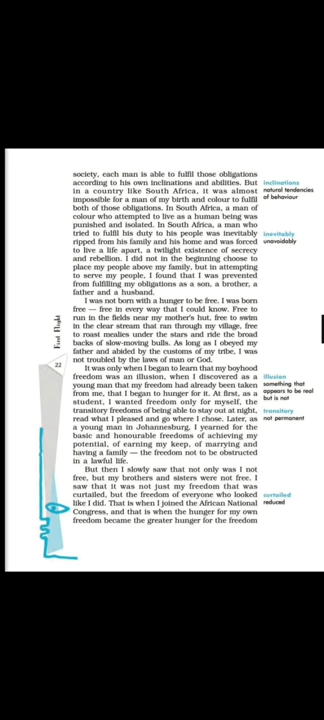 society, each man is able to fulfil those obligations
according to his own inclinations and abilities. But
in a country like South Africa, it was almost
impossible for a man of my birth and colour to fulfil
both of those obligations. In South Africa, a man of
colour who attempted to live as a human being was
punished and isolated. In South Africa, a man who
tried to fulfil his duty to his people was inevitably
ripped from his family and his home and was forced
to live a life apart, a twilight existence of secrecy
and rebellion. I did not in the beginning choose to
place my people above my family, but in attempting
to serve my people, I found that I was prevented
from fulfilling my obligations as a son, a brother, a
father and a husband.
I was not born with a hunger to be free. I was born
free — free in every way that I could know. Free to
run in the fields near my mother's hut, free to swim
in the clear stream that ran through my village, free
to roast mealies under the stars and ride the broad
backs of slow-moving bulls. As long as I obeyed my
father and abided by the customs of my tribe, I was
not troubled by the laws of man or God.
It was only when I began to learn that my boyhood
freedom was an illusion, when I discovered as a
young man that my freedom had already been taken
from me, that I began to hunger for it. At first, as a
student, I wanted freedom only for myself, the
transitory freedoms of being able to stay out at night,
read what I pleased and go where I chose. Later, as
a young man in Johannesburg, I yearned for the
basic and honourable freedoms of achieving my
potential, of earning my keep, of marrying and
having a family — the freedom not to be obstructed
in a lawful life.
But then I slowly saw that not only was I not
free, but my brothers and sisters were not free. I
saw that it was not just my freedom that was
curtailed, but the freedom of everyone who looked
like I did. That is when I joined the African National
Congress, and that is when the hunger for my own
freedom became the greater hunger for the freedom
inclinations
natural tendencies
of behaviour
inevitably
unavoidably
illusion
something that
appears to be real
but is not
transitory
not permanent
curtailed
reduced
First Flight
22